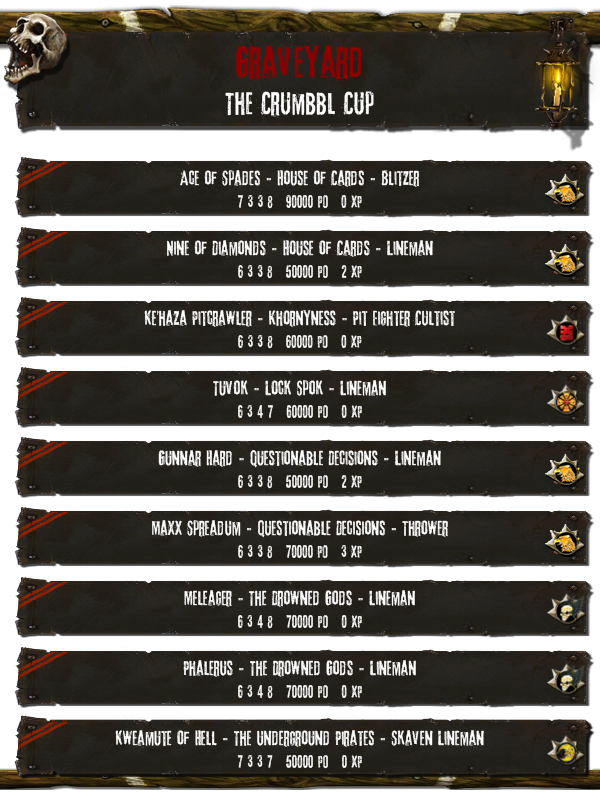 GRAVEYARD
THE CRUMBBL CUP
ACE OF SPADES - HOUSE OF CARDS - BLITZER
7 3 3 8 90000 PO 0 XP
NINE OF DIAMONDS - HOUSE OF CARDS - LINEMAN
6 3 3 8 50000 PO 2 XP
KE'HAZA PITCRAWLER - KHORNYNESS - PIT FIGHTER CULTIST
6 3 3 8 60000 PO 0 XP
TUVOK - LOCK SPOK - LINEMAN
6 3 4 7 60000 PO 0 XP
GUNNAR HARD - QUESTIONABLE DECISIONS - LINEMAN
6 3 3 8 50000 PO 2 XP
MAXX SPREADUM - QUESTIONABLE DECISIONS - THROWER
6 3 3 8 70000 PO 3 XP
MELEAGER - THE DROWNED GODS - LINEMAN
6 3 4 8 70000 PO 0 XP
PHALERUS - THE DROWNED GODS - LINEMAN
6 3 4 8 70000 PO 0 XP
KWEAMUTE OF HELL - THE UNDERGROUND PIRATES - SKAVEN LINEMAN
7 3 3 7 50000 PO 0 XP